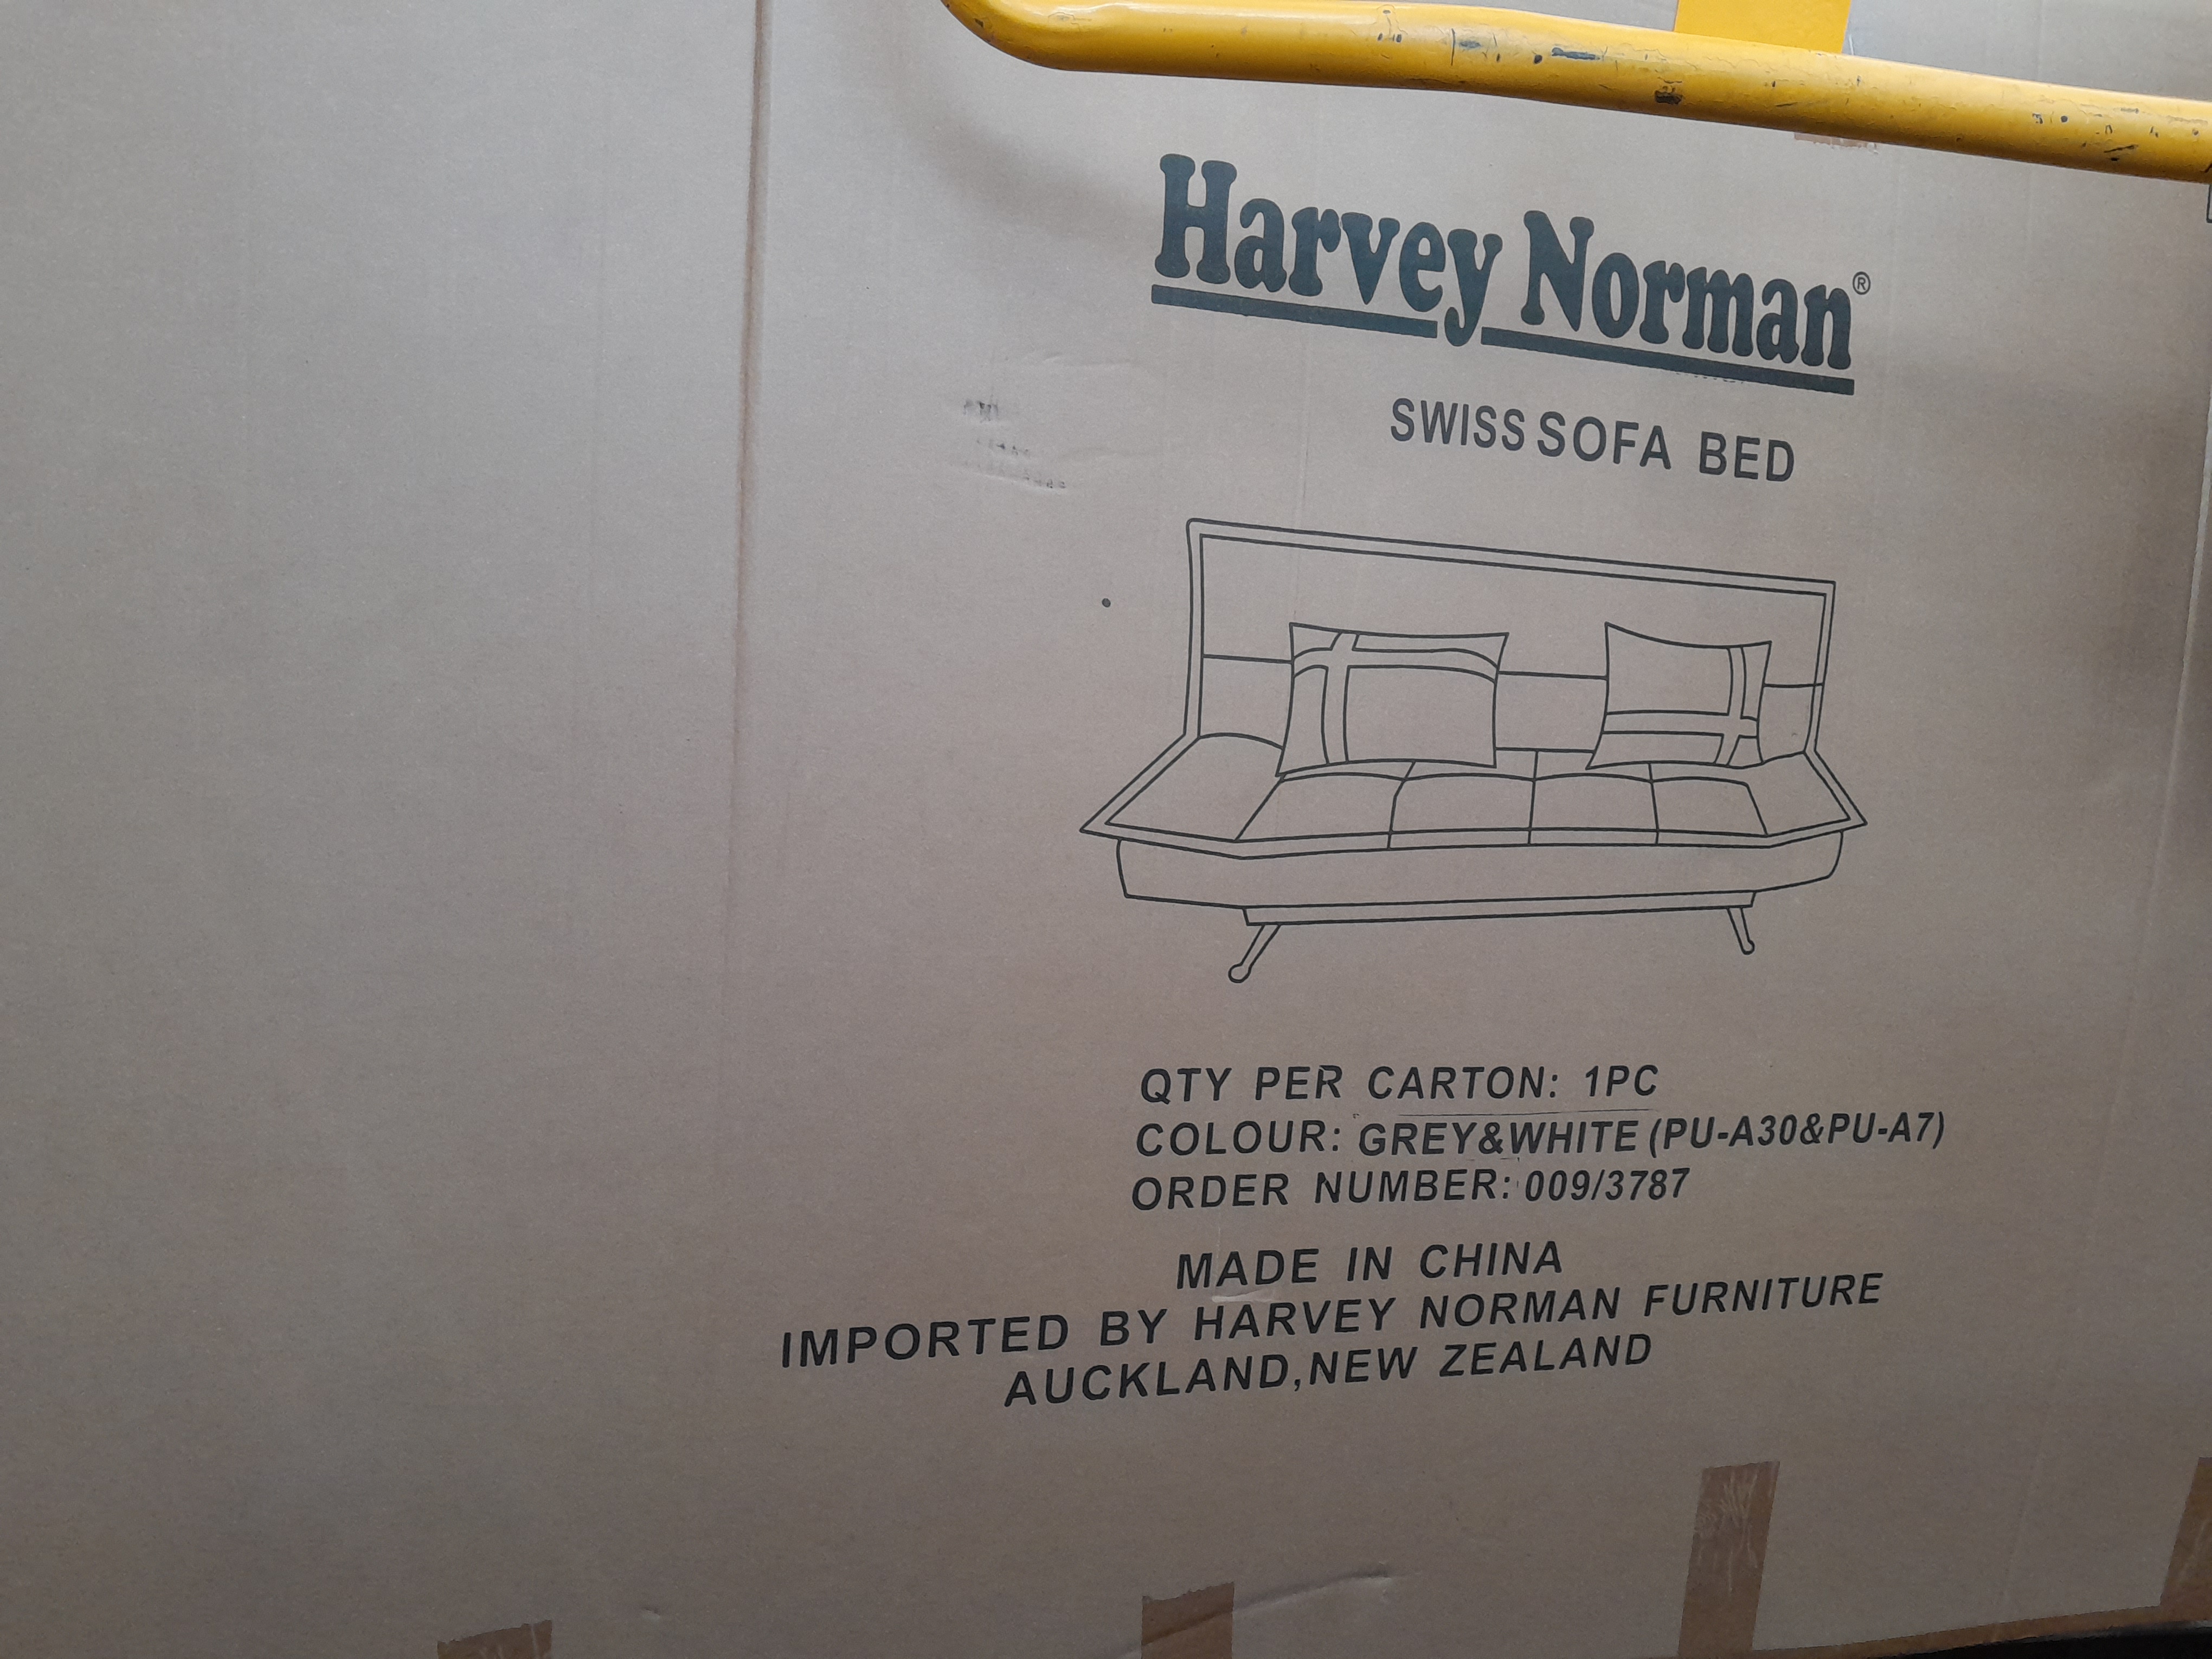 Harvey Norman®
SWISS SOFA BED
QTY PER CARTON: 1PC
COLOUR: GREY&WHITE (PU-A30&PU-A7)
ORDER NUMBER: 009/3787
MADE IN CHINA
IMPORTED BY HARVEY NORMAN FURNITURE
AUCKLAND,NEW ZEALAND